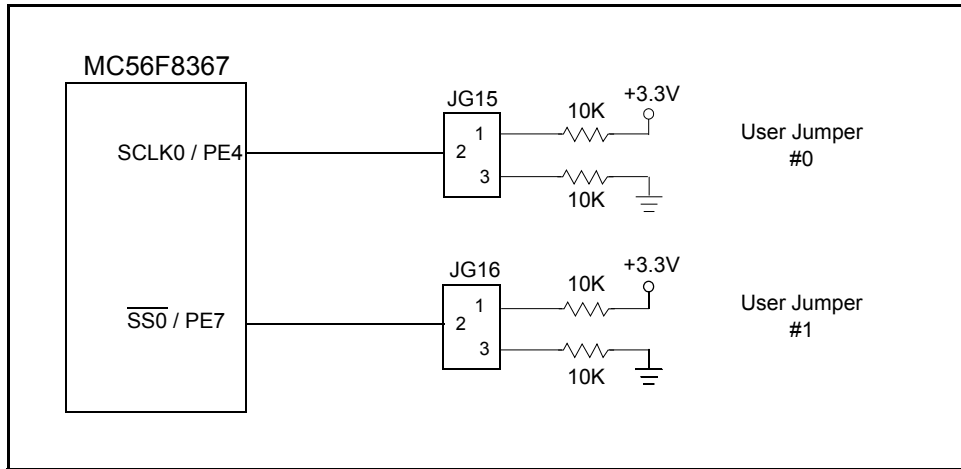 MC56F8367
SCLK0 / PE4
SS0 / PE7
JG15
1
2
3
10K
+3.3V
10K
User Jumper
#0
JG16
1
2
3
10K
+3.3V
10K
User Jumper
#1